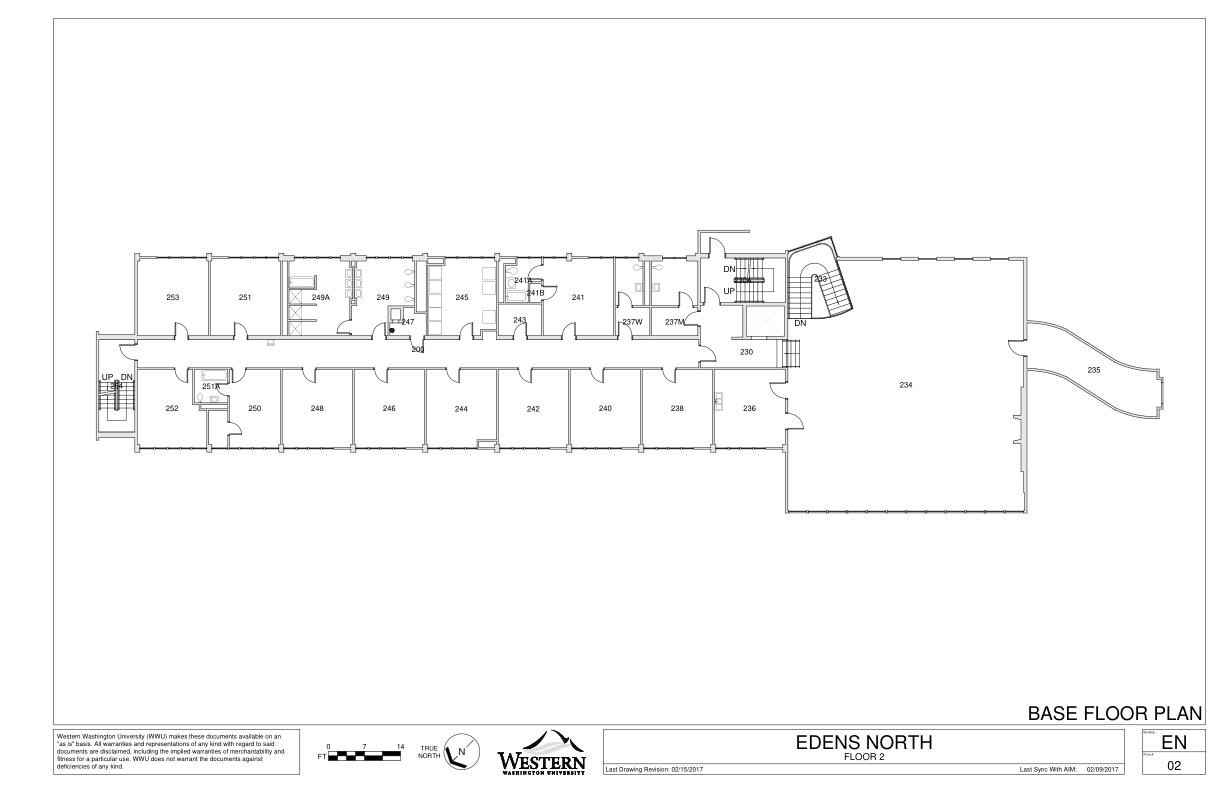 DN
241A
233
253
251
249A
249
245
241B
241
UP
247
243
237W
237M
DN
200
230
234
235
UP DN
251A
252
250
248
246
244
242
240
238
236
BASE FLOOR PLAN
Western Washington University (WWU) makes these documents available on an
"as is" basis. All warranties and representations of any kind with regard to said
documents are disclaimed, including the implied warranties of merchantability and
fitness for a particular use. WWU does not warrant the documents against
deficiencies of any kind.
0 7 14
FT
TRUE
NORTH
N
WESTERN
WASHINGTON UNIVERSITY
EDENS NORTH
FLOOR 2
Last Drawing Revision: 02/15/2017
Last Sync With AIM: 02/09/2017
EN
02